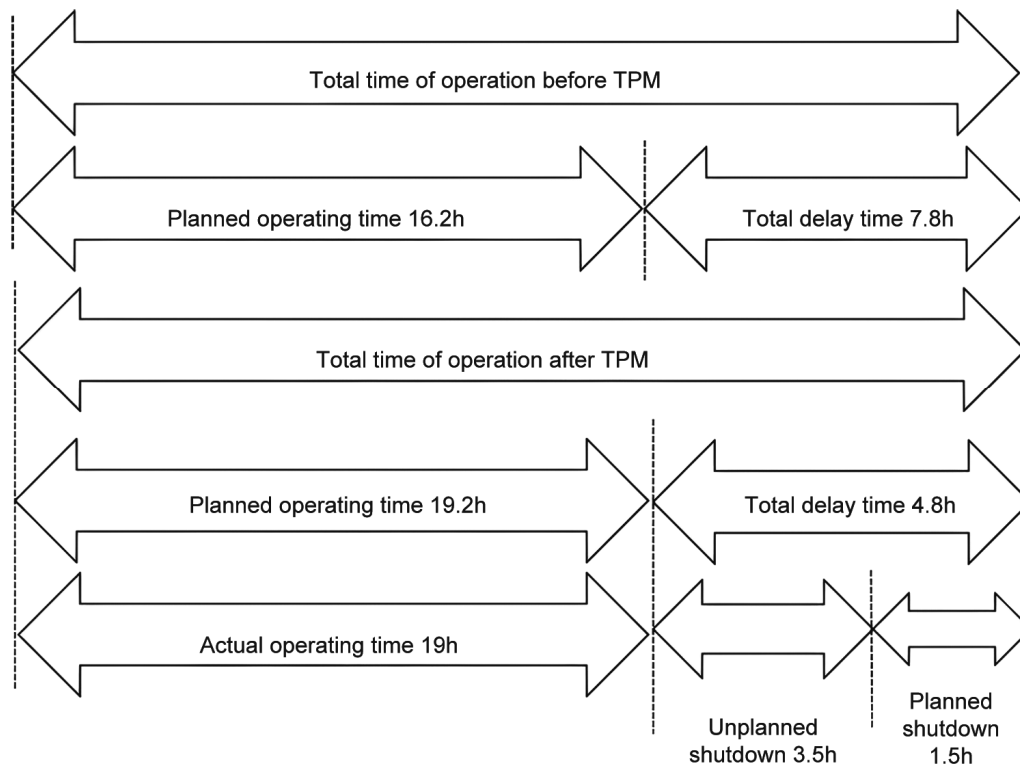 Total time of operation before TPM
Planned operating time 16.2h
Total delay time 7.8h
Total time of operation after TPM
Planned operating time 19.2h
Total delay time 4.8h
Actual operating time 19h
Unplanned
shutdown 3.5h
Planned
shutdown
1.5h